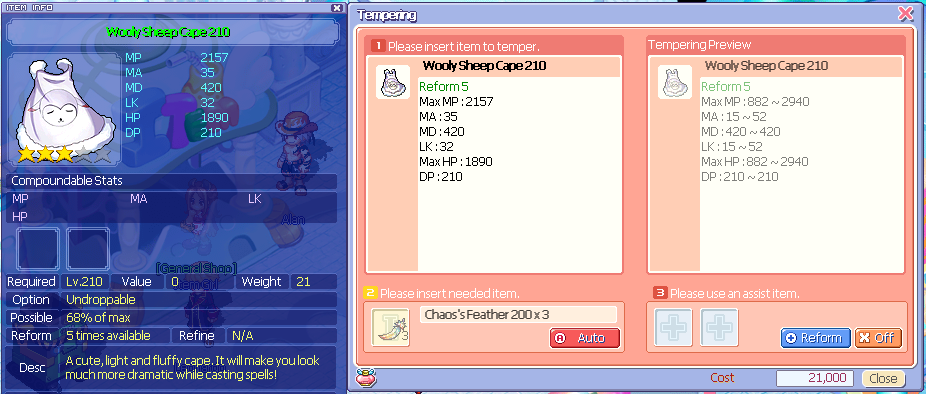 ITEM INFO
Wooly Sheep Cape 210
MP 2157
MA 35
MD 420
LK 32
HP 1890
DP 210
Compoundable Stats
MP MA LK
HP
Alan
[General Shop]
Required Lv.210 Value 0 Weight 21
Option Undroppable
Possible 68% of max
Reform 5 times available Refine N/A
Desc A cute, light and fluffy cape. It will make you look
much more dramatic while casting spells!
Tempering
1 Please insert item to temper.
Wooly Sheep Cape 210
Reform 5
Max MP : 2157
MA : 35
MD : 420
LK : 32
Max HP : 1890
DP : 210
Tempering Preview
Wooly Sheep Cape 210
Reform 5
Max MP : 882 ~ 2940
MA : 15 ~ 52
MD : 420 ~ 420
LK : 15 ~ 52
Max HP : 882 ~ 2940
DP : 210 ~ 210
2 Please insert needed item.
3
Chaos's Feather 200 x 3
Auto
3 Please use an assist item.
Reform Off
Cost 21,000 Close